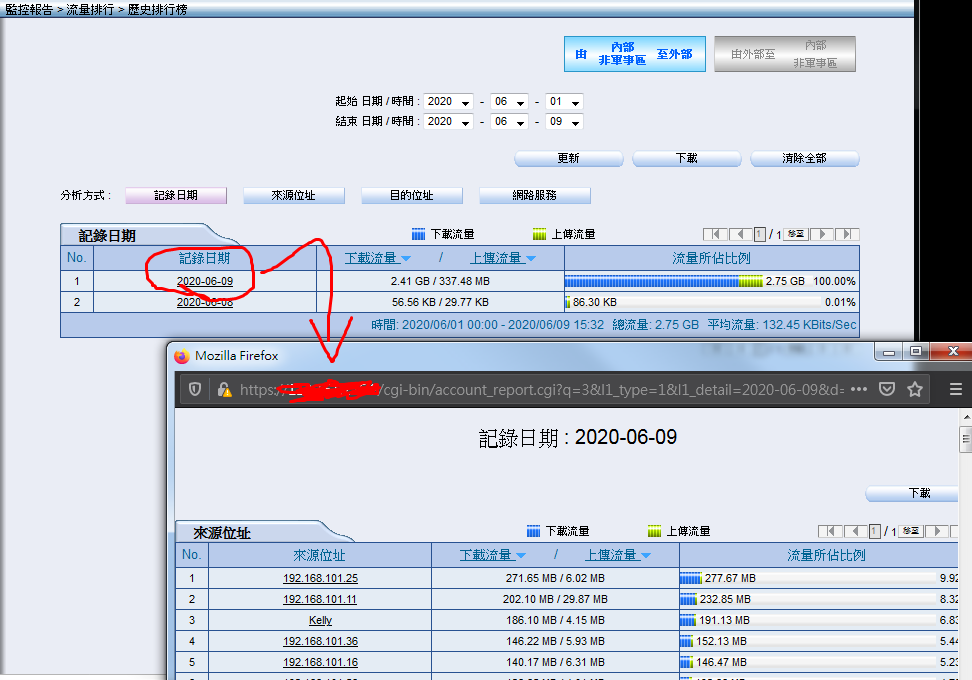 監控報告 > 流量排行 > 歷史排行榜
由 內部 非軍事區 至外部
由外部至 內部 非軍事區
起始 日期 / 時間 : 2020 - 06 - 01
結束 日期 / 時間 : 2020 - 06 - 09
更新 下載 清除全部
分析方式 : 記錄日期 來源位址 目的位址 網路服務
記錄日期 下載流量 上傳流量 1 / 1 移至
No. 記錄日期 下載流量 / 上傳流量 流量所佔比例
1 2020-06-09 2.41 GB / 337.48 MB 2.75 GB 100.00%
2 2020-06-08 56.56 KB / 29.77 KB 86.30 KB 0.01%
時間: 2020/06/01 00:00 - 2020/06/09 15:32 總流量: 2.75 GB 平均流量: 132.45 KBits/Sec
Mozilla Firefox
https:/ /cgi-bin/account_report.cgi?q=3&l1_type=1&l1_detail=2020-06-09&d=
記錄日期 : 2020-06-09
下載
來源位址 下載流量 上傳流量 1 / 1 移至
No. 來源位址 下載流量 / 上傳流量 流量所佔比例
1 192.168.101.25 271.65 MB / 6.02 MB 277.67 MB 9.92
2 192.168.101.11 202.10 MB / 29.87 MB 232.85 MB 8.32
3 Kelly 186.10 MB / 4.15 MB 191.13 MB 6.83
4 192.168.101.36 146.22 MB / 5.93 MB 152.13 MB 5.44
5 192.168.101.16 140.17 MB / 6.31 MB 146.47 MB 5.23